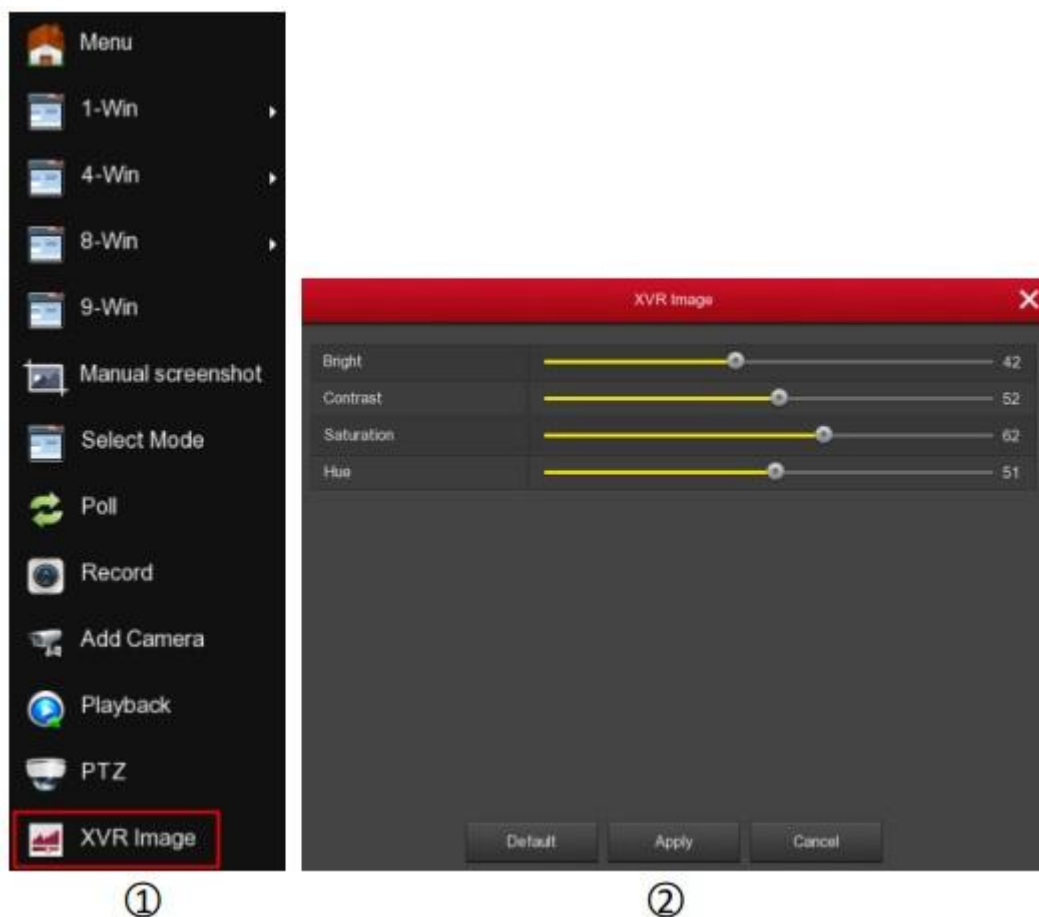 Menu
1-Win
4-Win
8-Win
9-Win
Manual screenshot
Select Mode
Poll
Record
Add Camera
Playback
PTZ
XVR Image
①
XVR Image
Bright 42
Contrast 52
Saturation 62
Hue 51
Default Apply Cancel
②